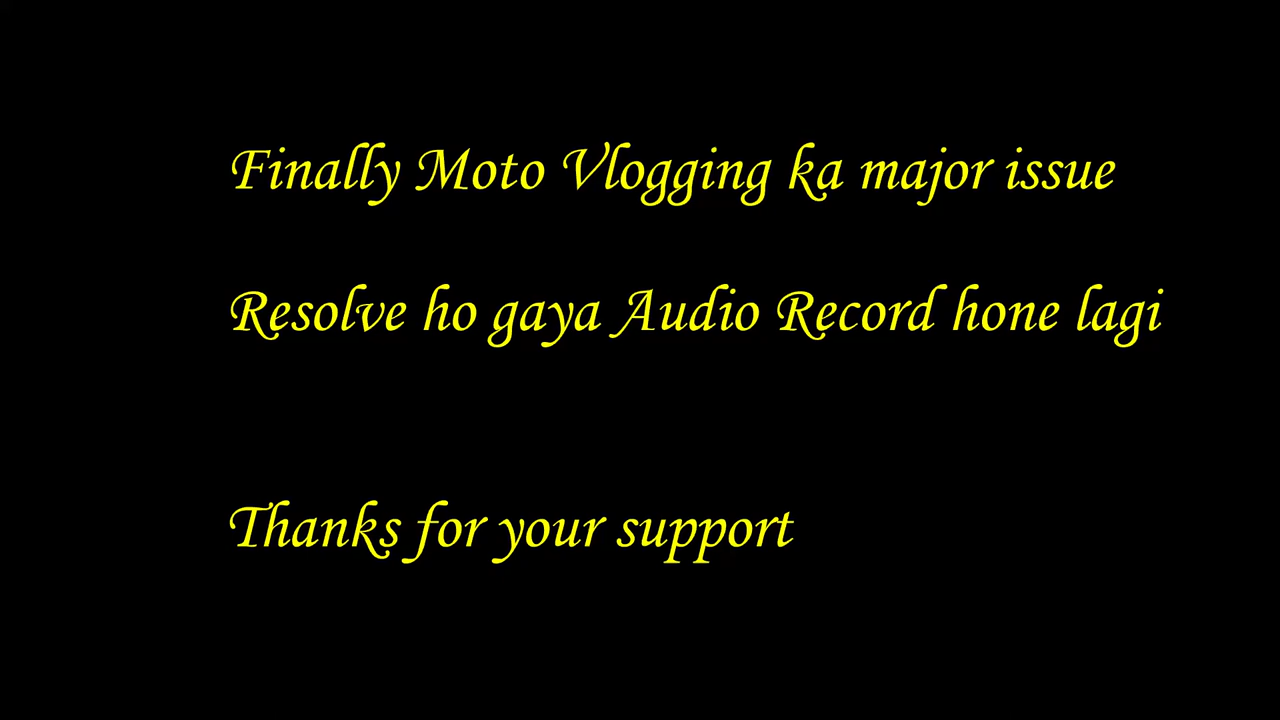 Finally Moto Vlogging ka major issue
Resolve ho gaya Audio Record hone lagi
Thanks for your support